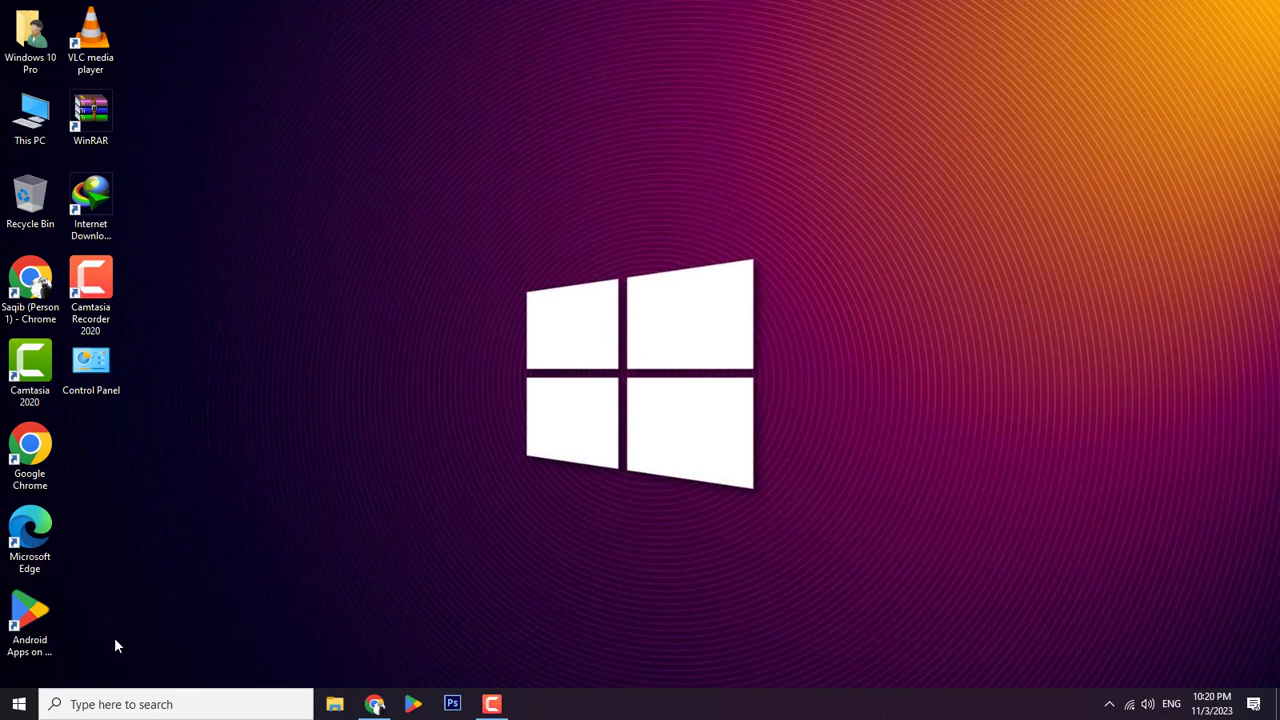 Windows 10
Pro
VLC media
player
This PC
WinRAR
Recycle Bin
Internet
Downlo...
Saqib (Person
1) - Chrome
Camtasia
Recorder
2020
Camtasia
2020
Control Panel
Google
Chrome
Microsoft
Edge
Android
Apps on ...
Type here to search
Ps
ENG
10:20 PM
11/3/2023